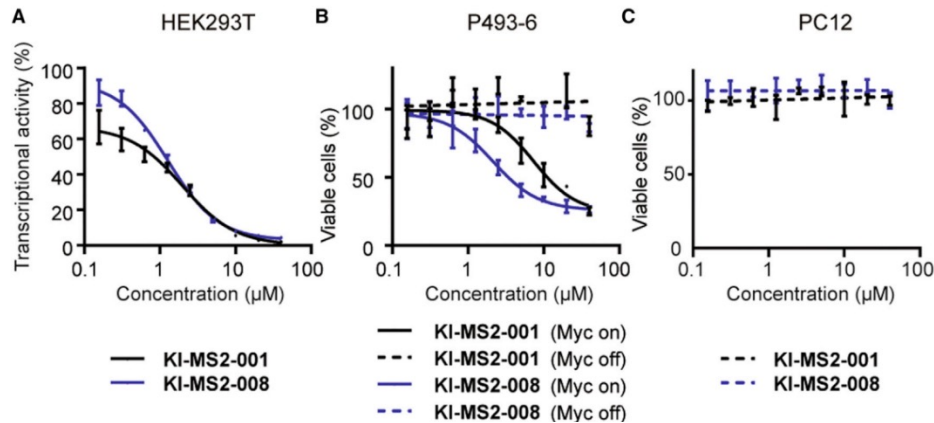 A
HEK293T
Transcriptional activity (%)
100
80
60
40
20
0
0.1
1
10
100
Concentration (µM)
KI-MS2-001
KI-MS2-008
B
P493-6
Viable cells (%)
100
50
0
0.1
1
10
100
Concentration (µM)
KI-MS2-001 (Myc on)
KI-MS2-001 (Myc off)
KI-MS2-008 (Myc on)
KI-MS2-008 (Myc off)
C
PC12
Viable cells (%)
100
50
0
0.1
1
10
100
Concentration (µM)
KI-MS2-001
KI-MS2-008